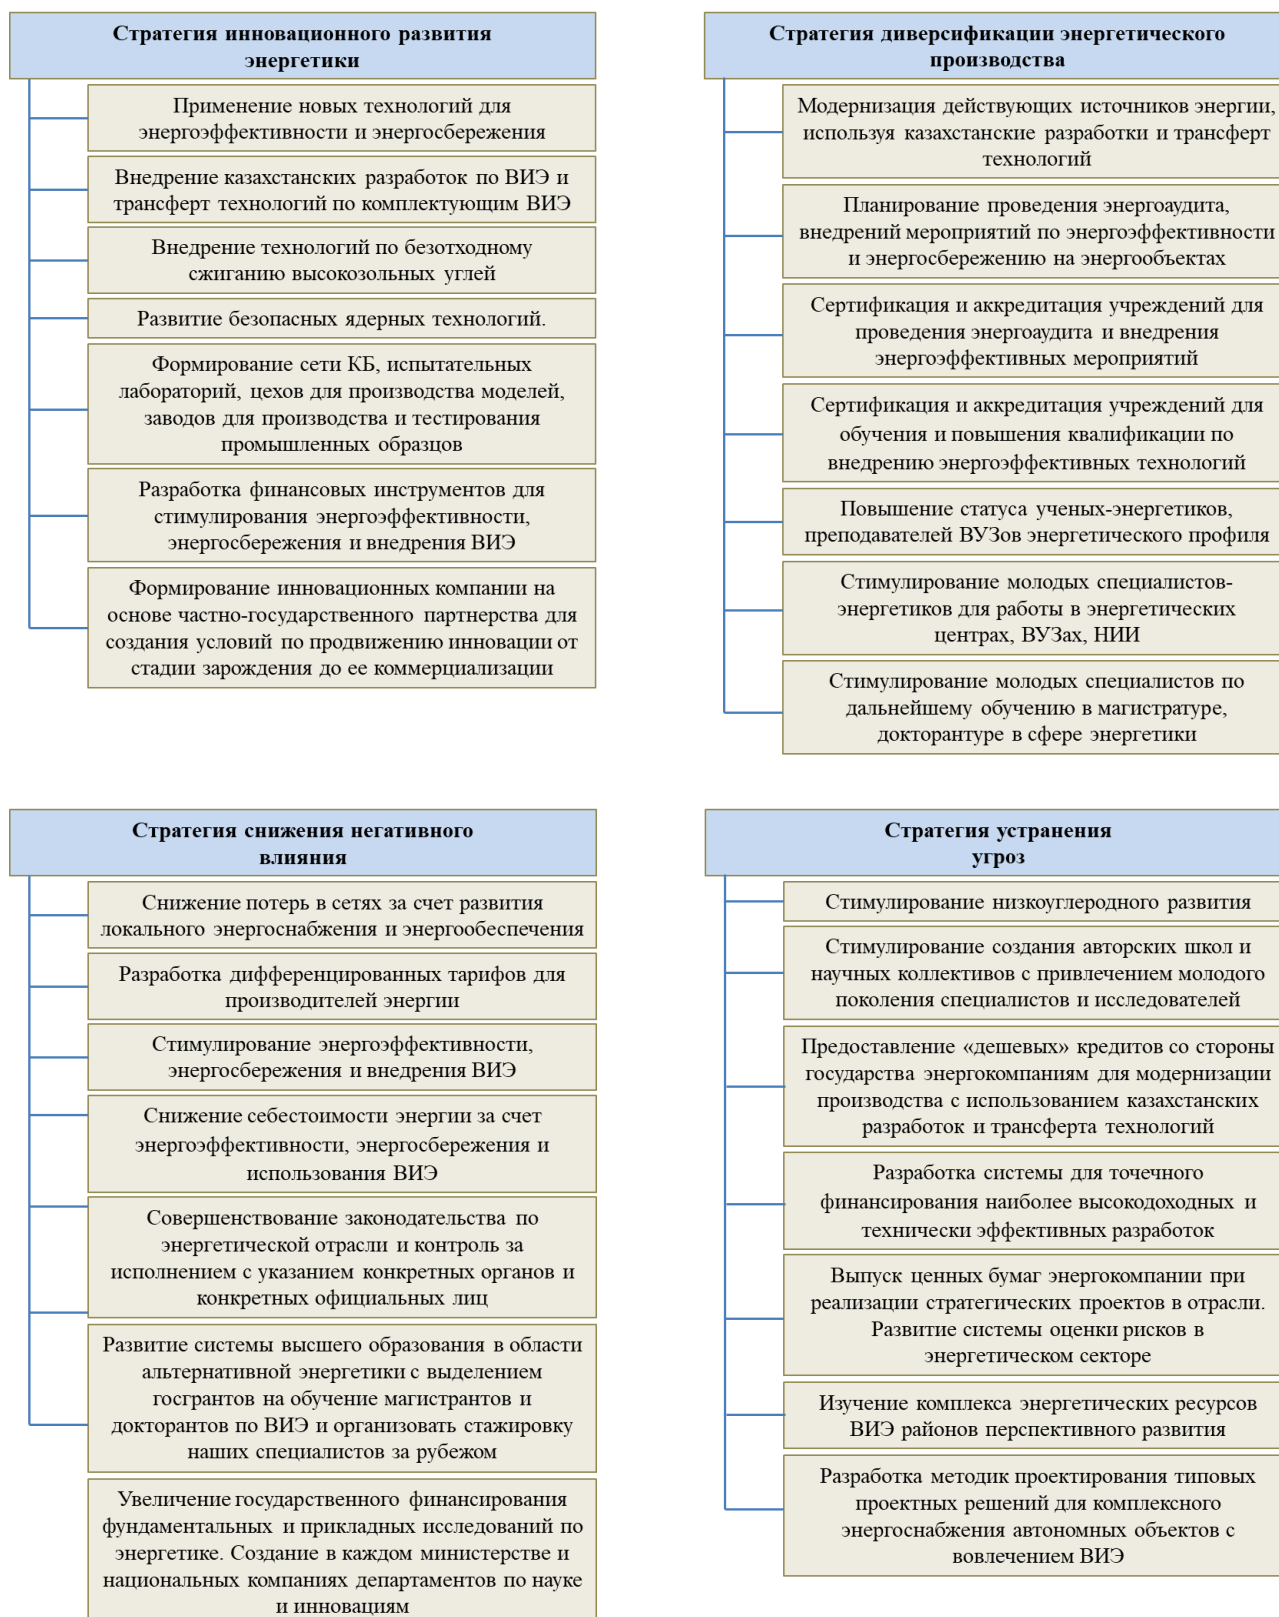 Стратегия инновационного развития
энергетики
Применение новых технологий для
энергоэффективности и энергосбережения
Внедрение казахстанских разработок по ВИЭ и
трансферт технологий по комплектующим ВИЭ
Внедрение технологий по безотходному
сжиганию высокозольных углей
Развитие безопасных ядерных технологий.
Формирование сети КБ, испытательных
лабораторий, цехов для производства моделей,
заводов для производства и тестирования
промышленных образцов
Разработка финансовых инструментов для
стимулирования энергоэффективности,
энергосбережения и внедрения ВИЭ
Формирование инновационных компании на
основе частно-государственного партнерства для
создания условий по продвижению инновации от
стадии зарождения до ее коммерциализации
Стратегия диверсификации энергетического
производства
Модернизация действующих источников энергии,
используя казахстанские разработки и трансферт
технологий
Планирование проведения энергоаудита,
внедрений мероприятий по энергоэффективности
и энергосбережению на энергообъектах
Сертификация и аккредитация учреждений для
проведения энергоаудита и внедрения
энергоэффективных мероприятий
Сертификация и аккредитация учреждений для
обучения и повышения квалификации по
внедрению энергоэффективных технологий
Повышение статуса ученых-энергетиков,
преподавателей ВУЗов энергетического профиля
Стимулирование молодых специалистов-
энергетиков для работы в энергетических
центрах, ВУЗах, НИИ
Стимулирование молодых специалистов по
дальнейшему обучению в магистратуре,
докторантуре в сфере энергетики
Стратегия снижения негативного
влияния
Снижение потерь в сетях за счет развития
локального энергоснабжения и энергообеспечения
Разработка дифференцированных тарифов для
производителей энергии
Стимулирование энергоэффективности,
энергосбережения и внедрения ВИЭ
Снижение себестоимости энергии за счет
энергоэффективности, энергосбережения и
использования ВИЭ
Совершенствование законодательства по
энергетической отрасли и контроль за
исполнением с указанием конкретных органов и
конкретных официальных лиц
Развитие системы высшего образования в области
альтернативной энергетики с выделением
госгрантов на обучение магистрантов и
докторантов по ВИЭ и организовать стажировку
наших специалистов за рубежом
Увеличение государственного финансирования
фундаментальных и прикладных исследований по
энергетике. Создание в каждом министерстве и
национальных компаниях департаментов по науке
и инновациям
Стратегия устранения
угроз
Стимулирование низкоуглеродного развития
Стимулирование создания авторских школ и
научных коллективов с привлечением молодого
поколения специалистов и исследователей
Предоставление «дешевых» кредитов со стороны
государства энергокомпаниям для модернизации
производства с использованием казахстанских
разработок и трансферта технологий
Разработка системы для точечного
финансирования наиболее высокодоходных и
технически эффективных разработок
Выпуск ценных бумаг энергокомпании при
реализации стратегических проектов в отрасли.
Развитие системы оценки рисков в
энергетическом секторе
Изучение комплекса энергетических ресурсов
ВИЭ районов перспективного развития
Разработка методик проектирования типовых
проектных решений для комплексного
энергоснабжения автономных объектов с
вовлечением ВИЭ